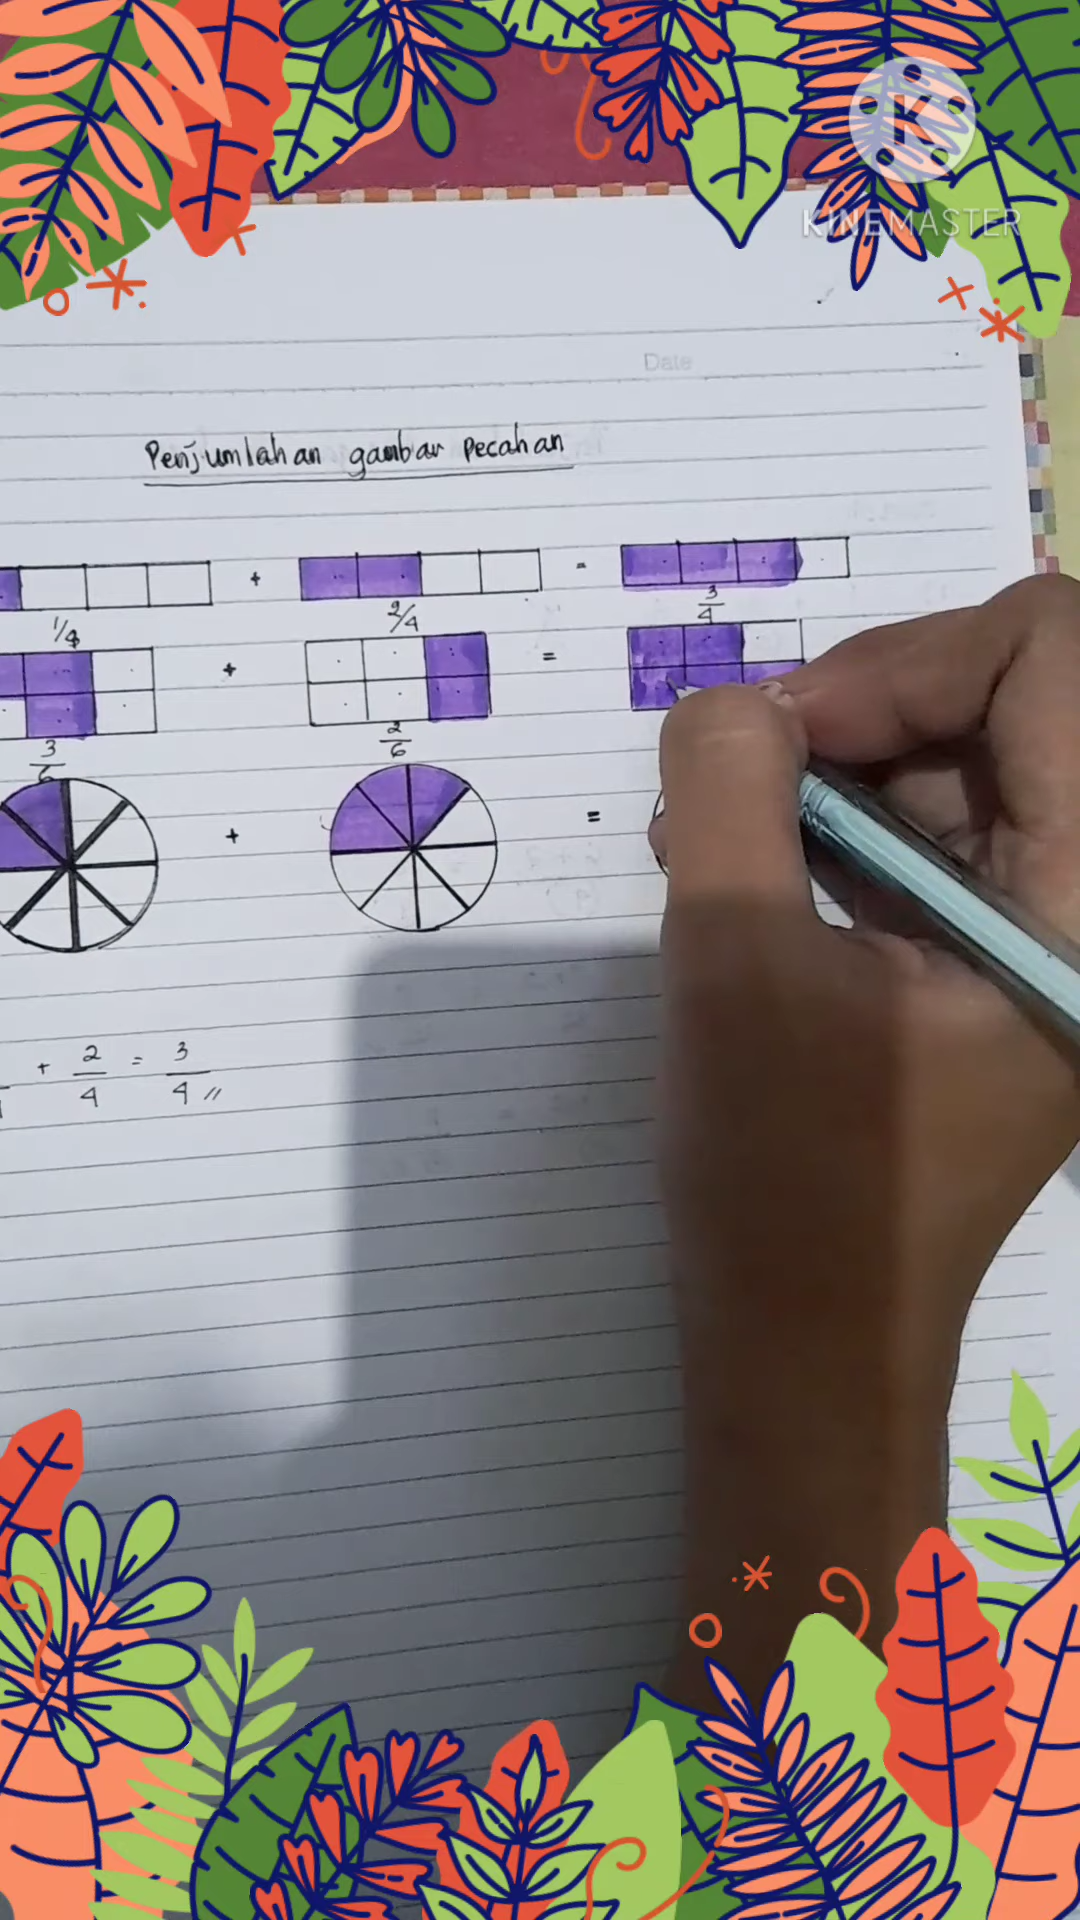 KINEMASTER
Date
Penjumlahan gambar Pecahan
+ = 
1/4 2/4 3/4
+ =
3/6 2/6
+ =
+ 2/4 = 3/4 //